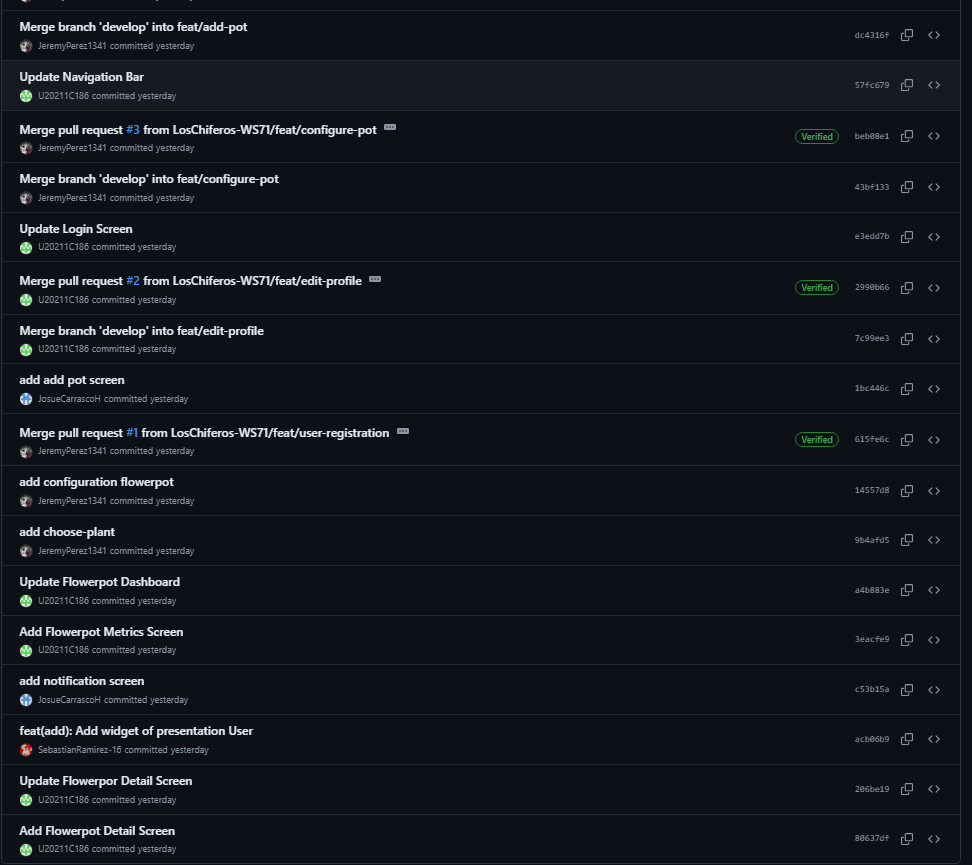 Merge branch 'develop' into feat/add-pot
JeremyPerez1341 committed yesterday
dc4316f
Update Navigation Bar
U20211C186 committed yesterday
57fc679
Merge pull request #3 from LosChiferos-WS71/feat/configure-pot
JeremyPerez1341 committed yesterday
Verified
beb08e1
Merge branch 'develop' into feat/configure-pot
JeremyPerez1341 committed yesterday
43bf133
Update Login Screen
U20211C186 committed yesterday
e3edd7b
Merge pull request #2 from LosChiferos-WS71/feat/edit-profile
U20211C186 committed yesterday
Verified
2990b66
Merge branch 'develop' into feat/edit-profile
U20211C186 committed yesterday
7c99ee3
add add pot screen
JosueCarrascoH committed yesterday
1bc446c
Merge pull request #1 from LosChiferos-WS71/feat/user-registration
JeremyPerez1341 committed yesterday
Verified
615fe6c
add configuration flowerpot
JeremyPerez1341 committed yesterday
14557d8
add choose-plant
JeremyPerez1341 committed yesterday
9b4afd5
Update Flowerpot Dashboard
U20211C186 committed yesterday
a4b883e
Add Flowerpot Metrics Screen
U20211C186 committed yesterday
3eacfe9
add notification screen
JosueCarrascoH committed yesterday
c53b15a
feat(add): Add widget of presentation User
SebastianRamirez-16 committed yesterday
acb06b9
Update Flowerpor Detail Screen
U20211C186 committed yesterday
206be19
Add Flowerpot Detail Screen
U20211C186 committed yesterday
80637df